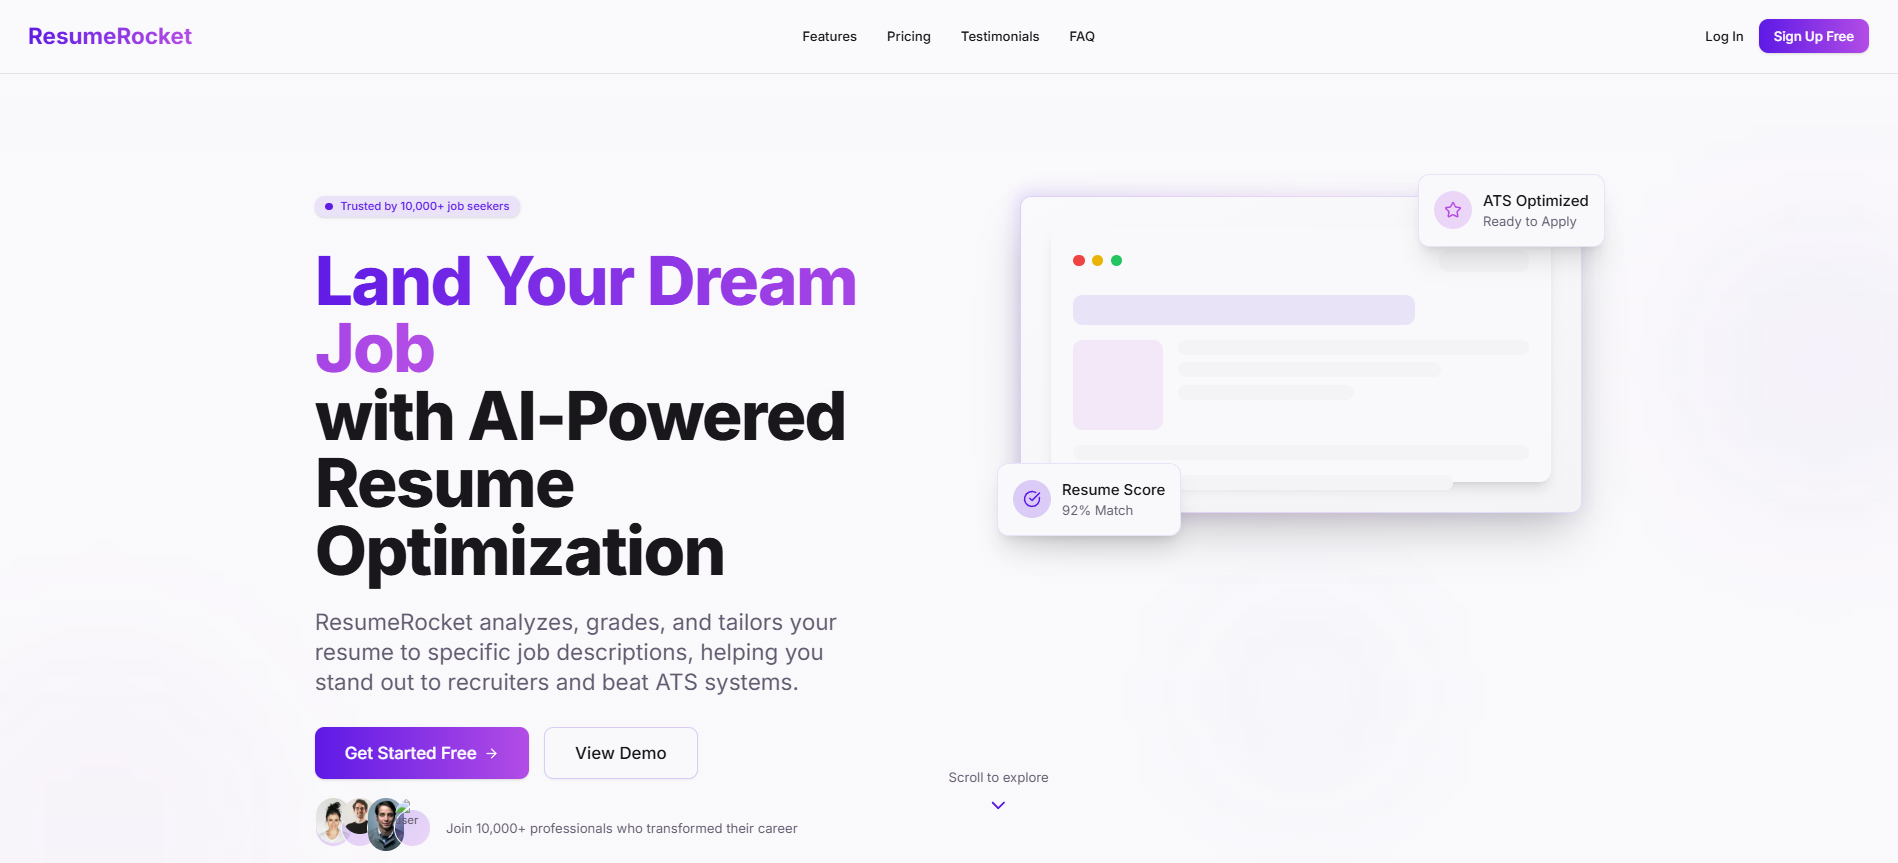 ResumeRocket
Features
Pricing
Testimonials
FAQ
Log In
Sign Up Free
Trusted by 10,000+ job seekers
Land Your Dream
Job
with AI-Powered
Resume
Optimization
ResumeRocket analyzes, grades, and tailors your
resume to specific job descriptions, helping you
stand out to recruiters and beat ATS systems.
Get Started Free →
View Demo
Join 10,000+ professionals who transformed their career
ATS Optimized
Ready to Apply
Resume Score
92% Match
Scroll to explore